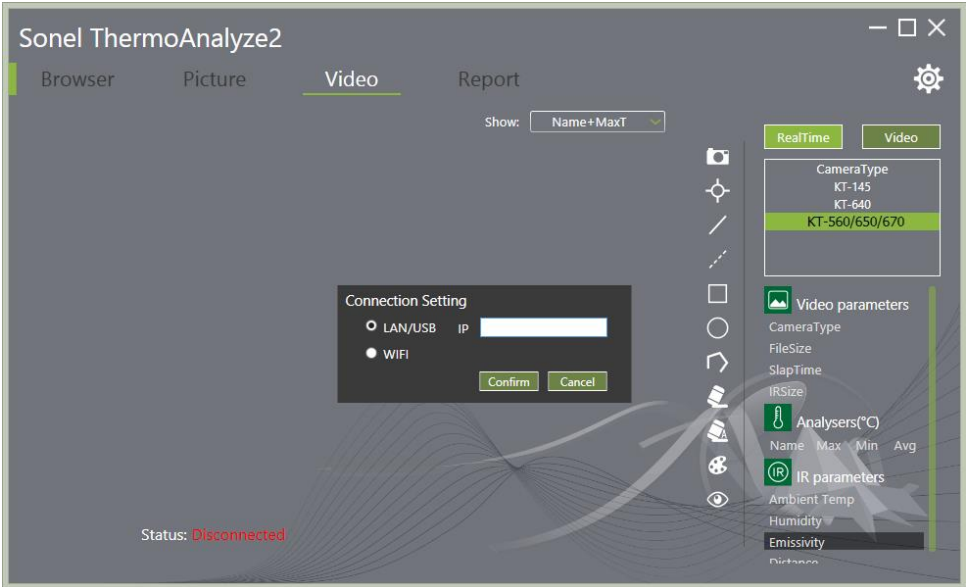 Sonel ThermoAnalyze2
Browser Picture Video Report
Show: Name+MaxT
RealTime Video
CameraType
KT-145
KT-640
KT-560/650/670
Connection Setting
LAN/USB IP
WIFI
Confirm Cancel
Video parameters
CameraType
FileSize
SlapTime
IRSize
Analysers(°C)
Name Max Min Avg
IR IR parameters
Ambient Temp
Humidity
Emissivity
Distance
Status: Disconnected